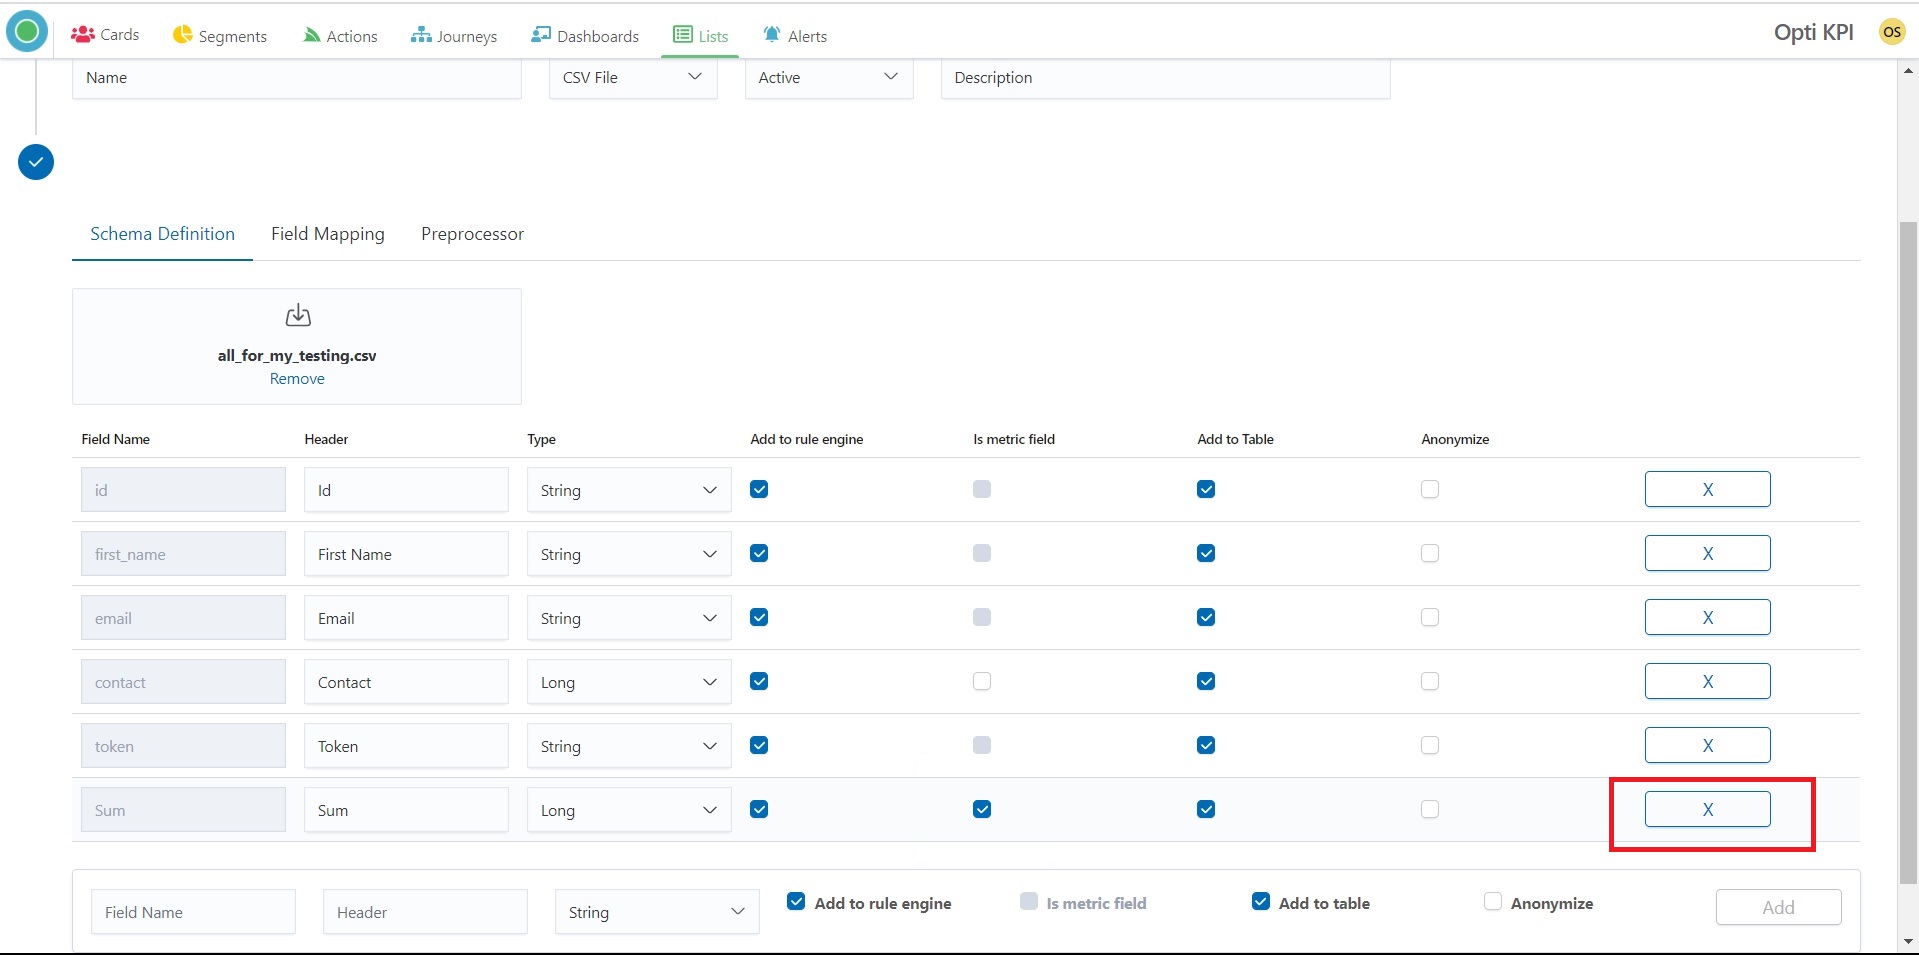 Cards Segments Actions Journeys Dashboards Lists Alerts Opti KPI OS
Name CSV File Active Description
Schema Definition Field Mapping Preprocessor
all_for_my_testing.csv
Remove
Field Name Header Type Add to rule engine Is metric field Add to Table Anonymize
id Id String X
first_name First Name String X
email Email String X
contact Contact Long X
token Token String X
Sum Sum Long X
Field Name Header String Add to rule engine Is metric field Add to table Anonymize Add